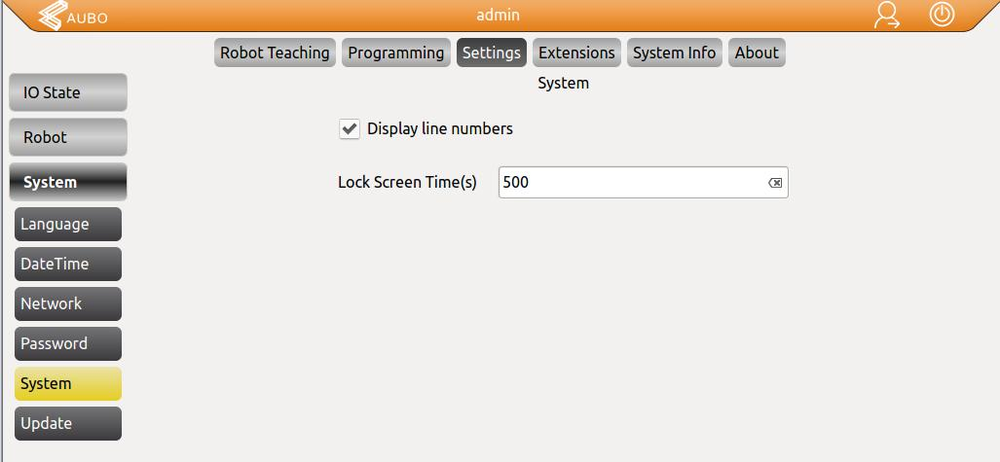 AUBO
admin
Robot Teaching Programming Settings Extensions System Info About
System
IO State
Robot
System
Language
DateTime
Network
Password
System
Update
Display line numbers
Lock Screen Time(s) 500